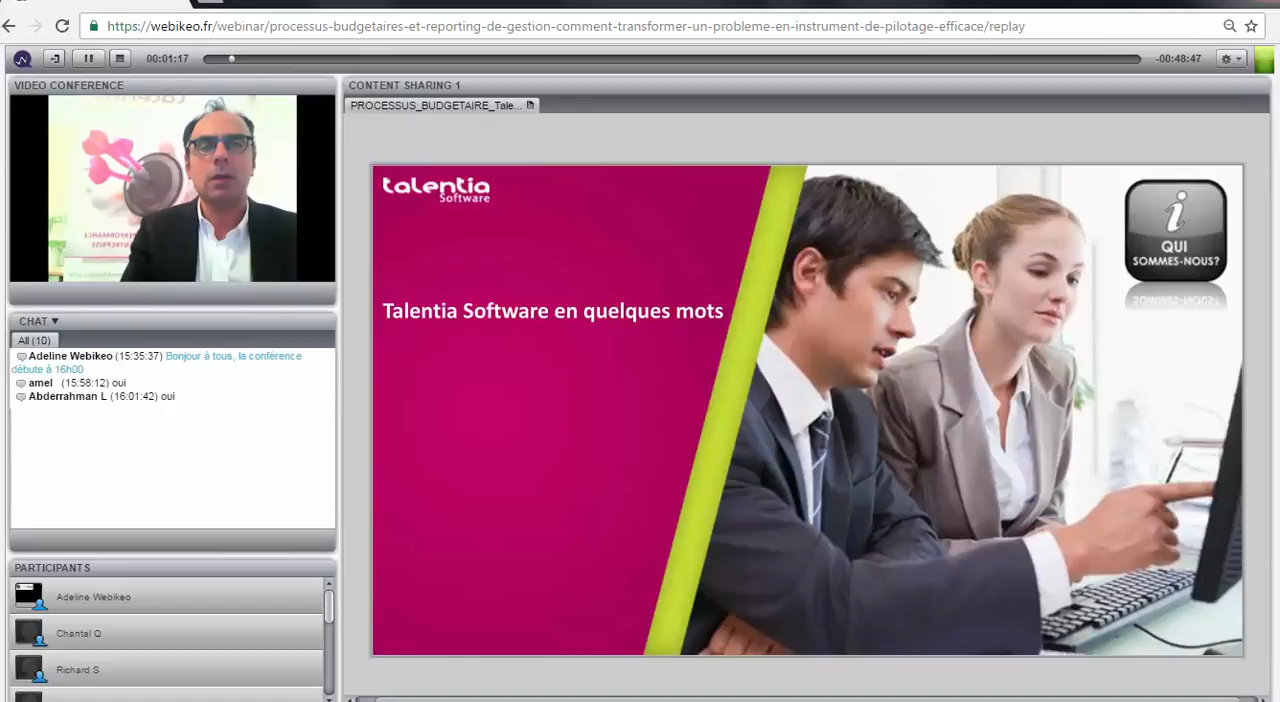 https://webikeo.fr/webinar/processus-budgetaires-et-reporting-de-gestion-comment-transformer-un-probleme-en-instrument-de-pilotage-efficace/replay
00:01:17
-00:48:47
VIDEO CONFERENCE
CHAT
All (10)
Adeline Webikeo (15:35:37) Bonjour à tous, la conférence
débute à 16h00
amel (15:58:12) oui
Abderrahman L (16:01:42) oui
PARTICIPANTS
Adeline Webikeo
Chantal Q
Richard S
CONTENT SHARING 1
PROCESSUS_BUDGETAIRE_Tale...
talentia
Software
Talentia Software en quelques mots
i
QUI
SOMMES-NOUS?